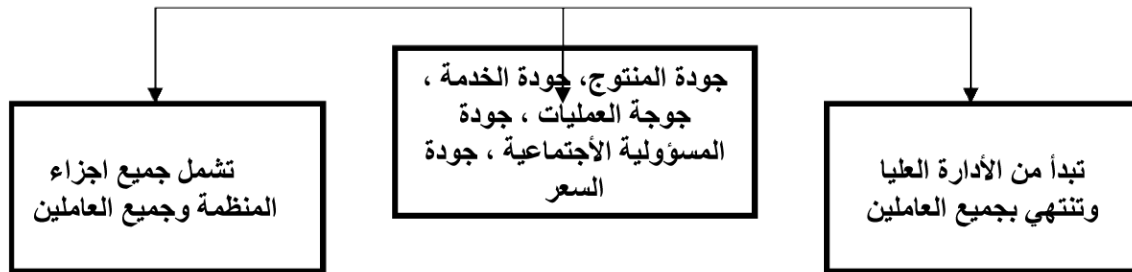 تبدأ من الأدارة العليا
وتنتهي بجميع العاملين
جودة المنتوج، جودة الخدمة ،
جوجة العمليات ، جودة
المسؤولية الأجتماعية ، جودة
السعر
تشمل جميع اجزاء
المنظمة وجميع العاملين